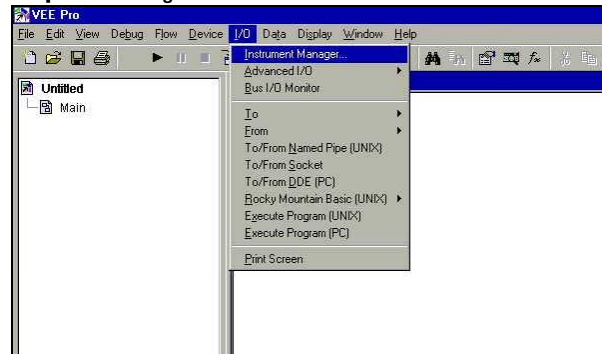 VEE Pro
File Edit View Debug Flow Device I/O Data Display Window Help
Instrument Manager...
Advanced I/O
Bus I/O Monitor
To
From
To/From Named Pipe (UNIX)
To/From Socket
To/From DDE (PC)
Rocky Mountain Basic (UNIX)
Execute Program (UNIX)
Execute Program (PC)
Print Screen
Untitled
Main